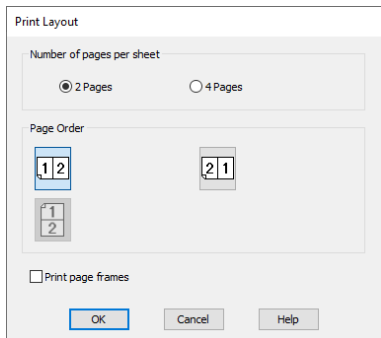 Print Layout
Number of pages per sheet
2 Pages
4 Pages
Page Order
1 2
2 1
1
2
Print page frames
OK
Cancel
Help